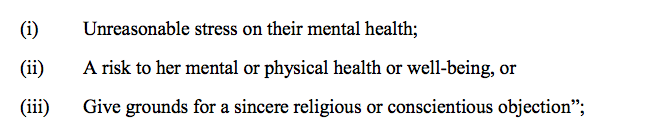 (i) Unreasonable stress on their mental health;
(ii) A risk to her mental or physical health or well-being, or
(iii) Give grounds for a sincere religious or conscientious objection”;